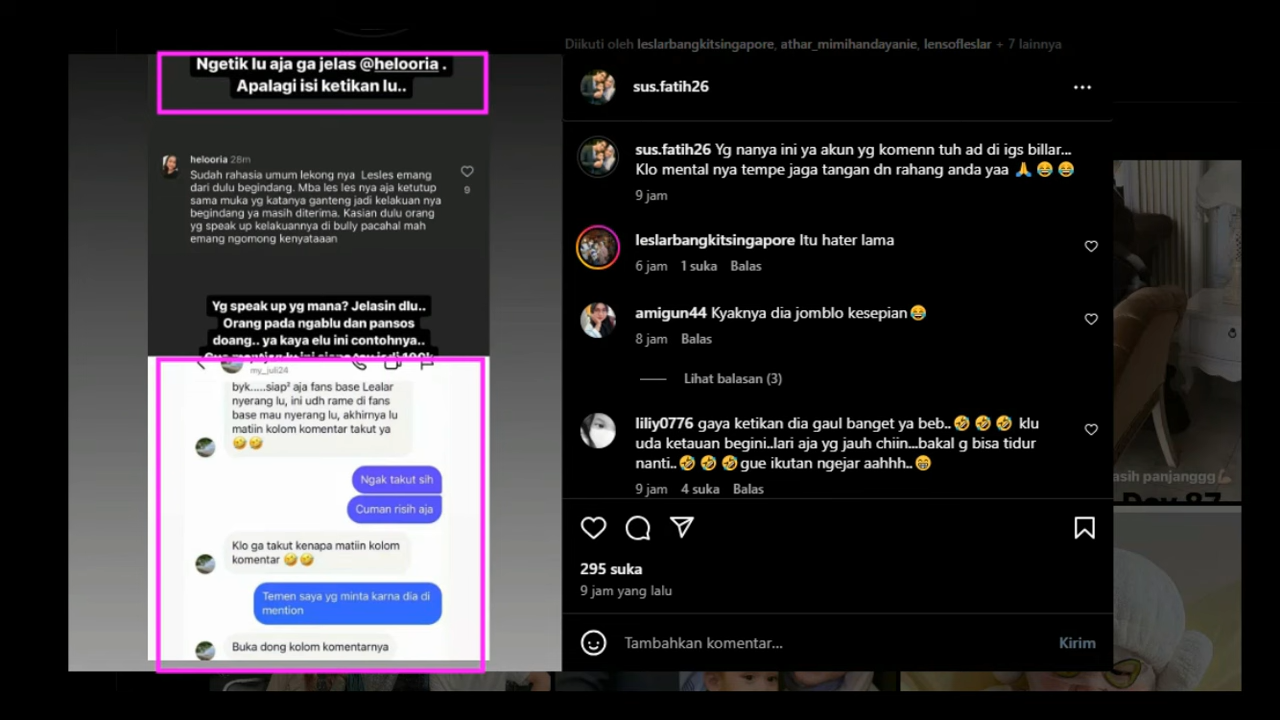 Diikuti oleh leslarbangkitsingapore, athar_mimihandayanie, lensofleslar + 7 lainnya
Ngetik lu aja ga jelas @helooria .
Apalagi isi ketikan lu..
helooria 28m
Sudah rahasia umum lekong nya Lesles emang
dari dulu begindang. Mba les les nya aja ketutup
sama muka yg katanya ganteng jadi kelakuan nya
begindang ya masih diterima. Kasian dulu orang
yg speak up kelakuannya di bully pacahal mah
emang ngomong kenyataaan
9
Yg speak up yg mana? Jelasin dlu..
Orang pada ngablu dan pansos
doang.. ya kaya elu ini contohnya..
my_juli24
byk.....siap² aja fans base Lealar
nyerang lu, ini udh rame di fans
base mau nyerang lu, akhirnya lu
matiin kolom komentar takut ya
🤣🤣
Ngak takut sih
Cuman risih aja
Klo ga takut kenapa matiin kolom
komentar 🤣🤣
Temen saya yg minta karna dia di
mention
Buka dong kolom komentarnya
sus.fatih26
sus.fatih26 Yg nanya ini ya akun yg komenn tuh ad di igs billar...
Klo mental nya tempe jaga tangan dn rahang anda yaa 🙏😂😂
9 jam
leslarbangkitsingapore Itu hater lama
6 jam 1 suka Balas
amigun44 Kyaknya dia jomblo kesepian😂
8 jam Balas
Lihat balasan (3)
liliy0776 gaya ketikan dia gaul banget ya beb..🤣🤣🤣 klu
uda ketauan begini..lari aja yg jauh chiin...bakal g bisa tidur
nanti..🤣🤣🤣gue ikutan ngejar aahhh..😁
9 jam 4 suka Balas
295 suka
9 jam yang lalu
Tambahkan komentar...
Kirim
asih panjanggg💪
Day 87